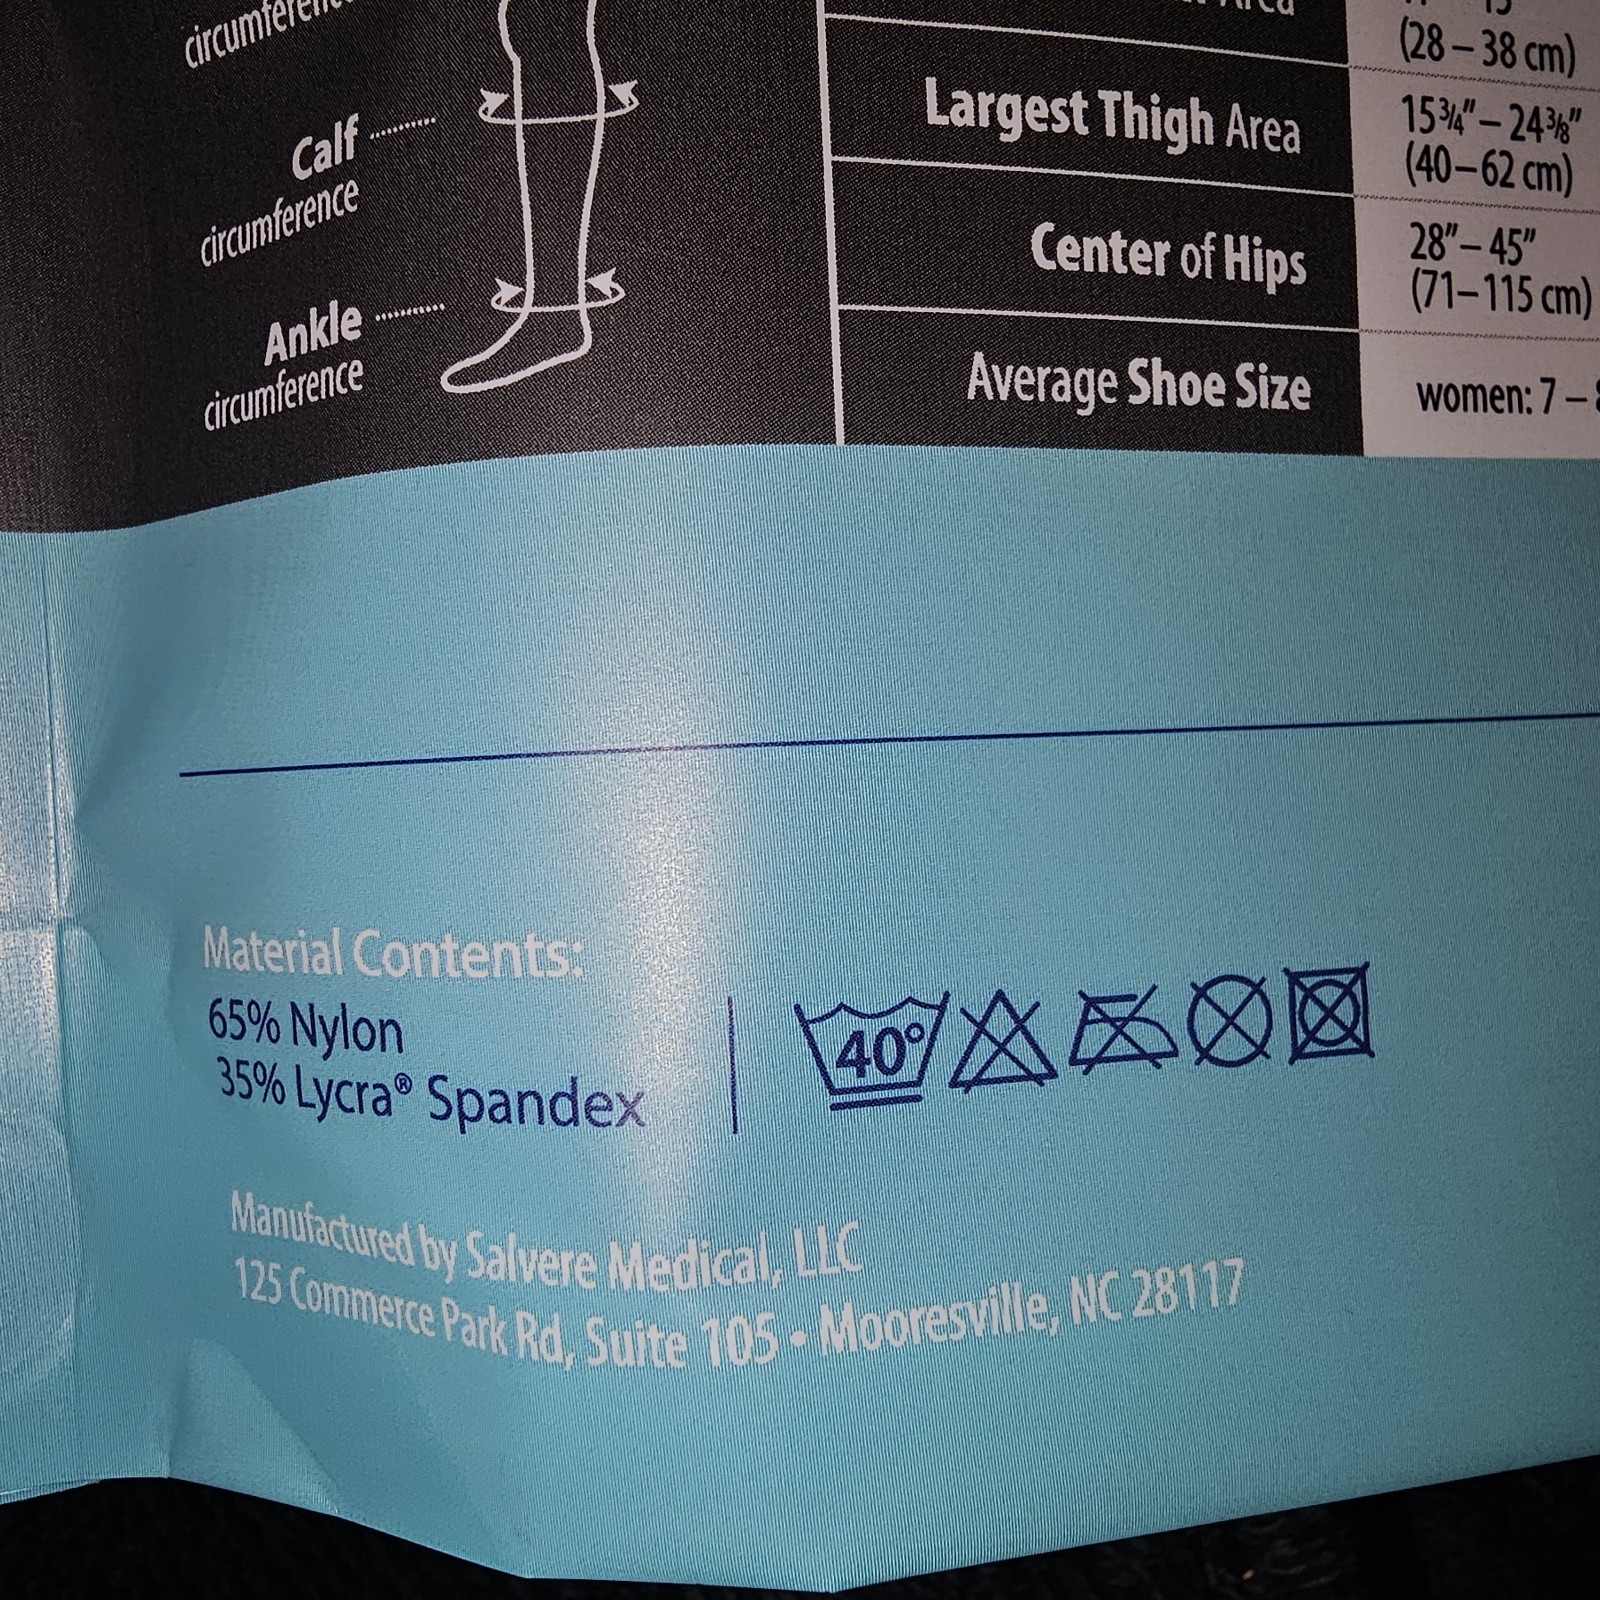 circumference
Calf
circumference
Ankle
circumference
(28 – 38 cm)
Largest Thigh Area
15¾" – 24⅜"
(40–62 cm)
Center of Hips
28"– 45"
(71–115 cm)
Average Shoe Size
women: 7 –
Material Contents:
65% Nylon
35% Lycra® Spandex
40°
Manufactured by Salvere Medical, LLC
125 Commerce Park Rd, Suite 105 • Mooresville, NC 28117